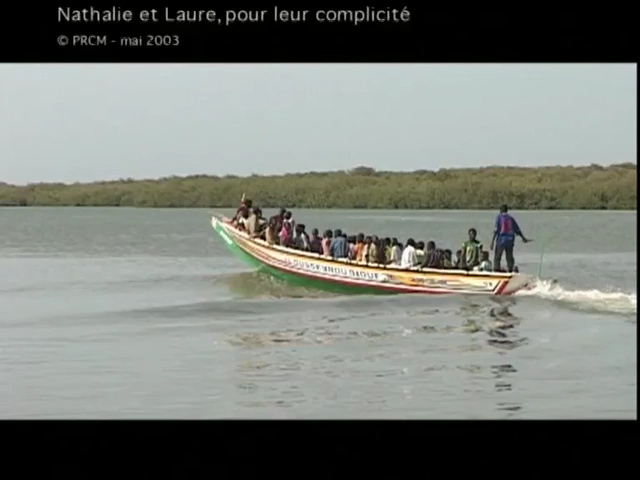 Nathalie et Laure, pour leur complicité
© PRCM - mai 2003